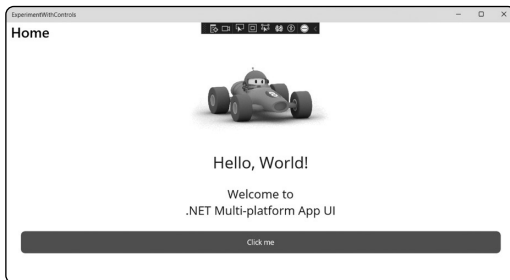 ExperimentWithControls
Home
Hello, World!
Welcome to
.NET Multi-platform App UI
Click me